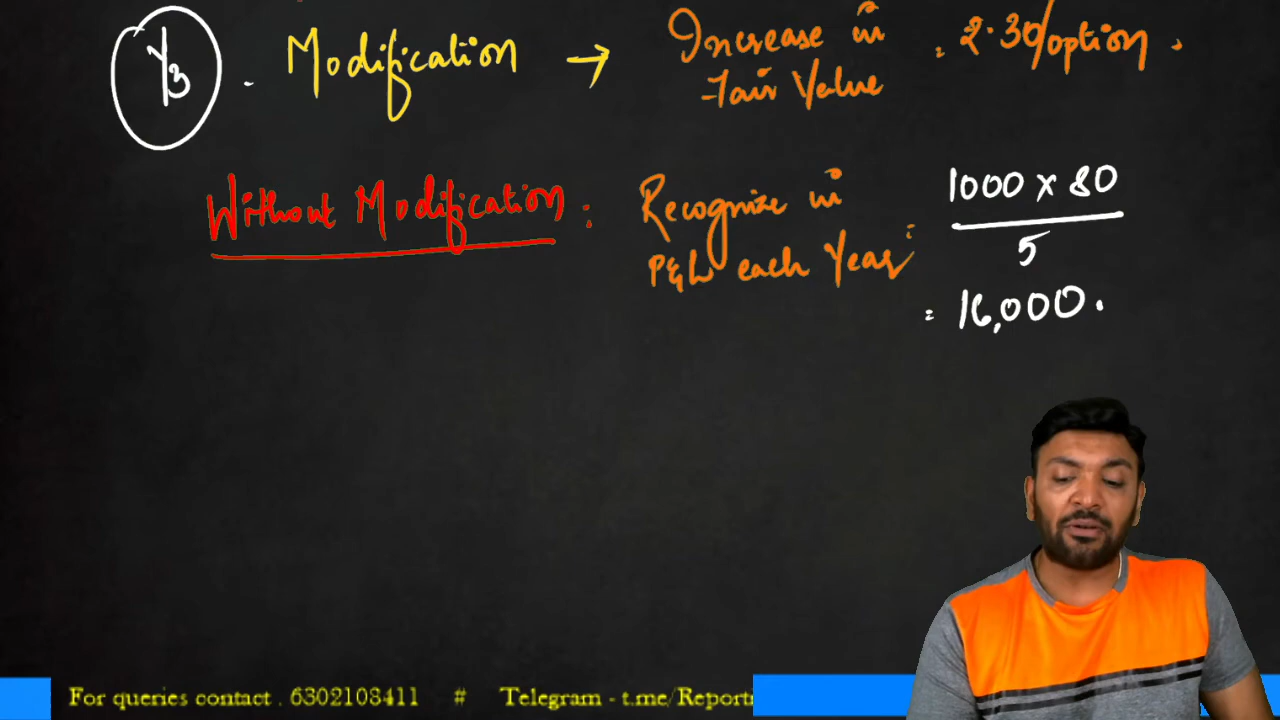 Y3 . Modification → Increase in = 2.30/option.
Fair Value
Without Modification : Recognize in 1000 x 80
P&L each Year : 5
= 16,000.
For queries contact . 6302108411 # Telegram - t.me/Reportn